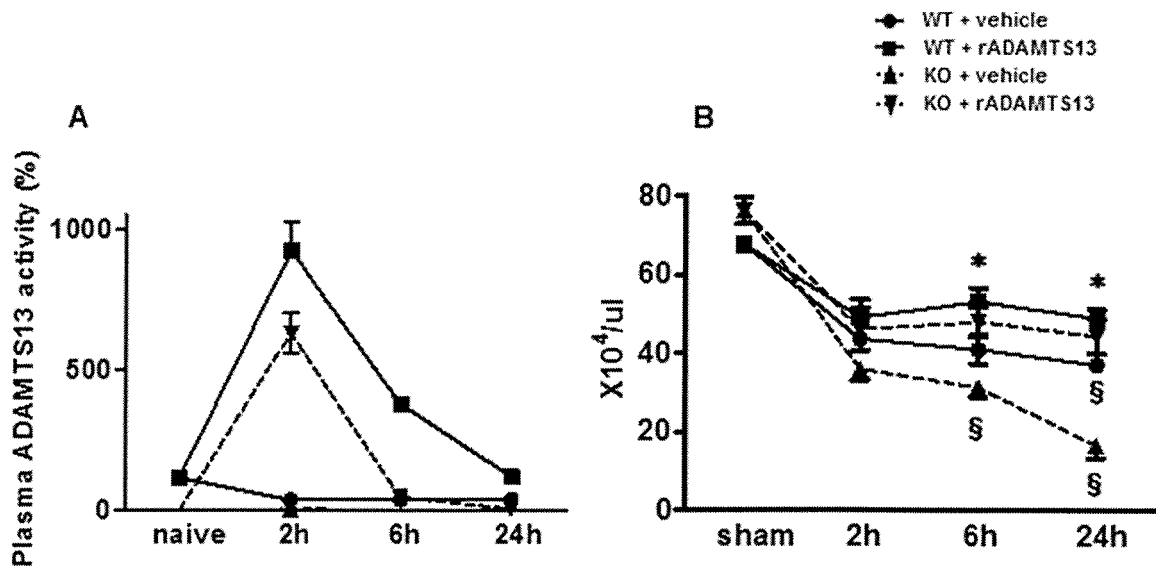 WT + vehicle
WT + rADAMTS13
KO + vehicle
KO + rADAMTS13
A
Plasma ADAMTS13 activity (%)
1000
500
0
naive 2h 6h 24h
B
X10⁴/ul
80
60
40
20
0
* *
§ § §
sham 2h 6h 24h